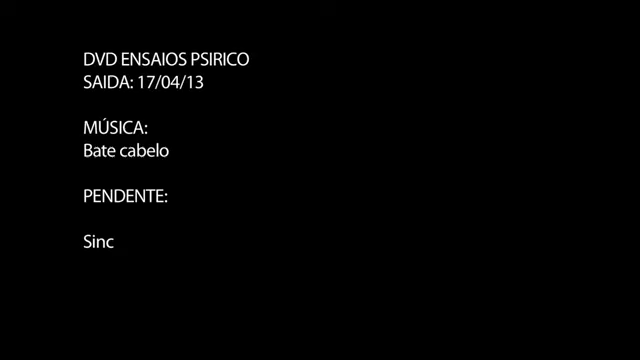 DVD ENSAIOS PSIRICO
SAIDA: 17/04/13
MÚSICA:
Bate cabelo
PENDENTE:
Sinc